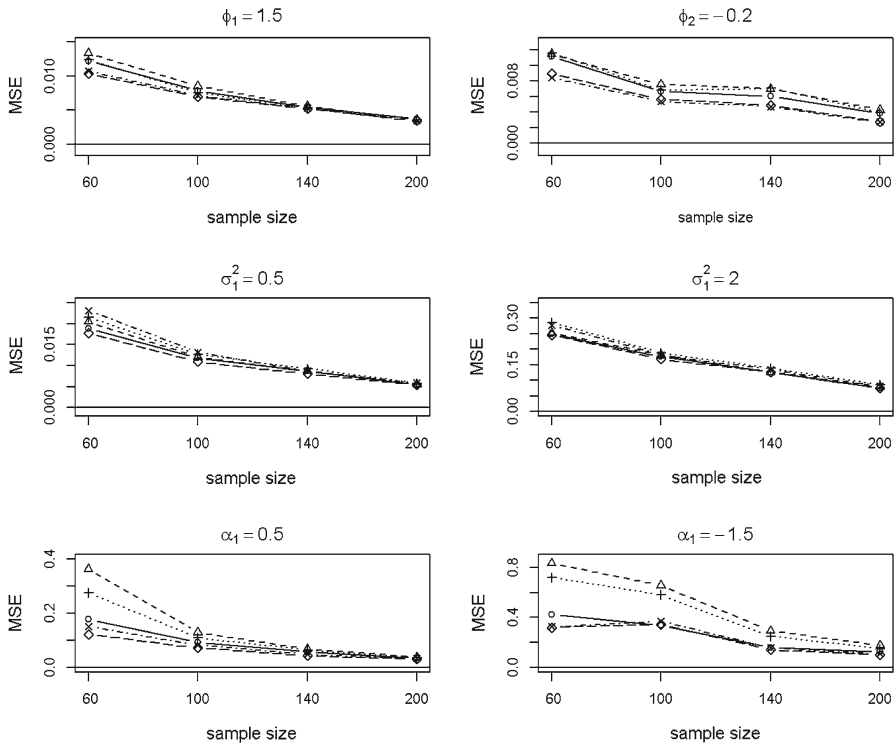 ϕ₁ = 1.5
MSE
0.010
0.000
60 100 140 200
sample size
ϕ₂ = −0.2
MSE
0.008
0.000
60 100 140 200
sample size
σ₁² = 0.5
MSE
0.015
0.000
60 100 140 200
sample size
σ₁² = 2
MSE
0.30
0.15
0.00
60 100 140 200
sample size
α₁ = 0.5
MSE
0.4
0.2
0.0
60 100 140 200
sample size
α₁ = −1.5
MSE
0.8
0.4
0.0
60 100 140 200
sample size